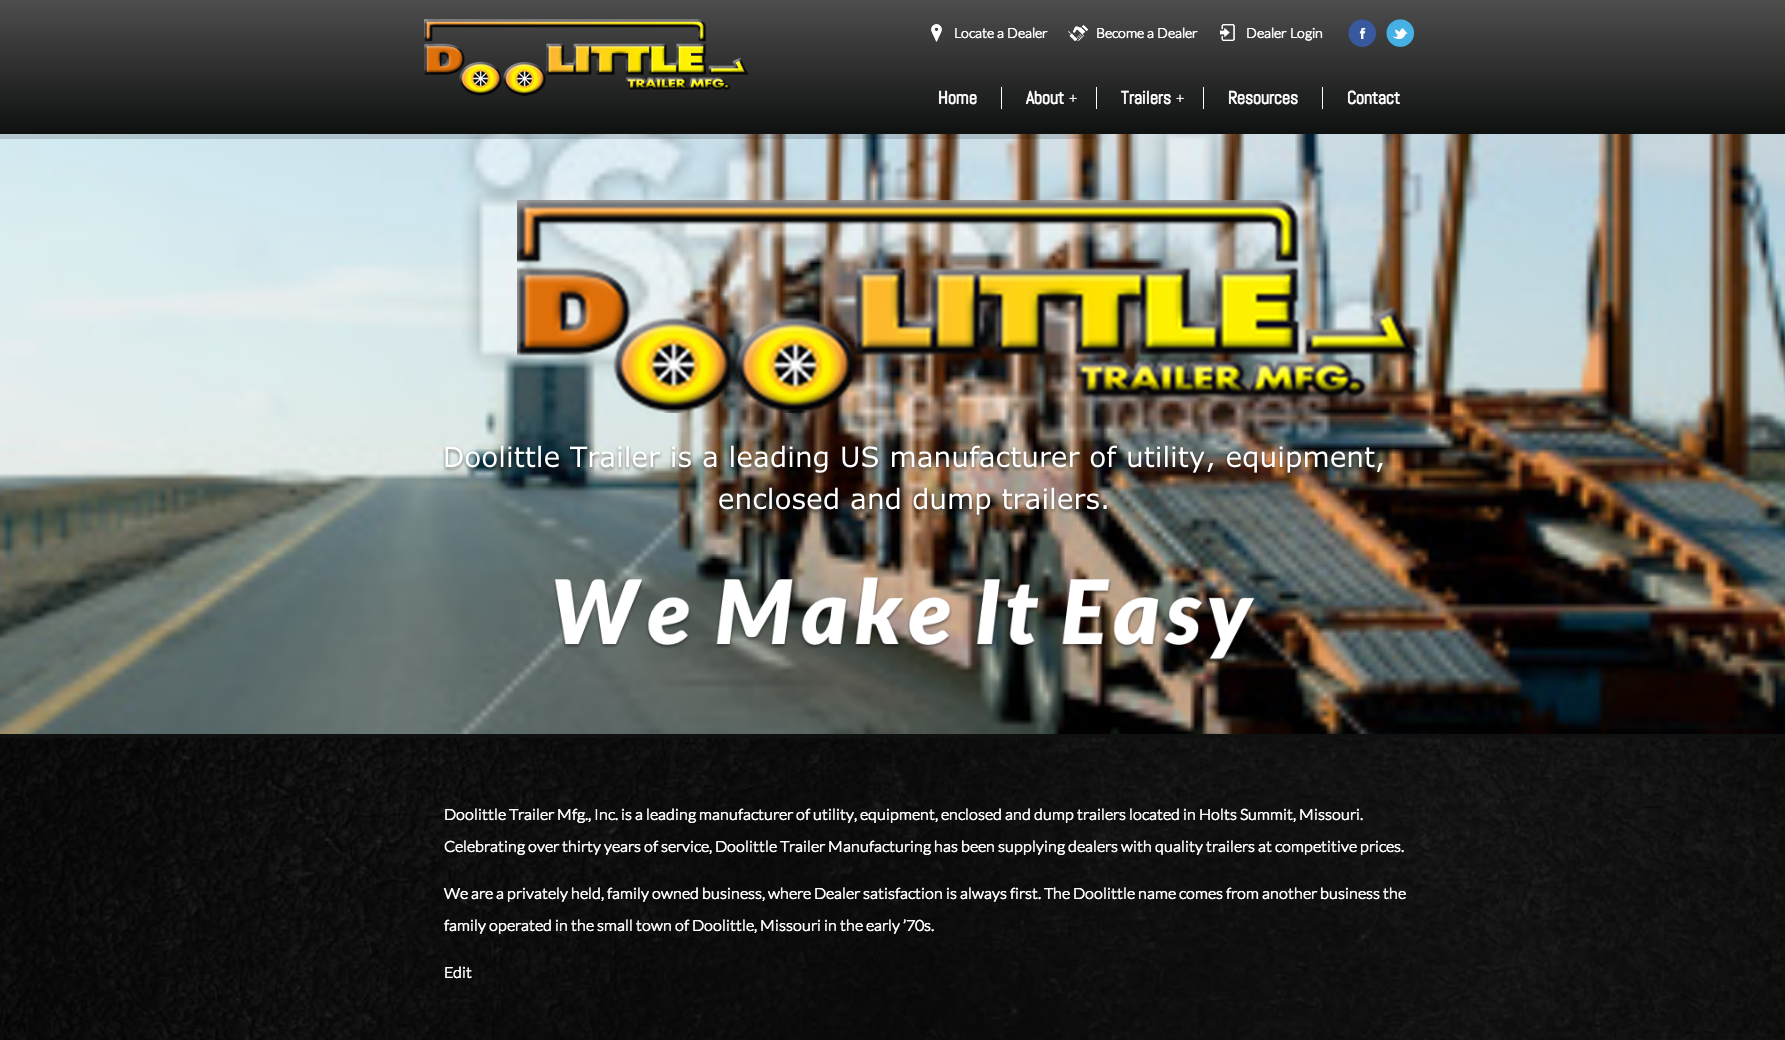 DOOLITTLE
TRAILER MFG.
Locate a Dealer
Become a Dealer
Dealer Login
Home
About +
Trailers +
Resources
Contact
iStock.
DOOLITTLE
TRAILER MFG.
by Getty Images
Doolittle Trailer is a leading US manufacturer of utility, equipment,
enclosed and dump trailers.
We Make It Easy
Doolittle Trailer Mfg., Inc. is a leading manufacturer of utility, equipment, enclosed and dump trailers located in Holts Summit, Missouri.
Celebrating over thirty years of service, Doolittle Trailer Manufacturing has been supplying dealers with quality trailers at competitive prices.
We are a privately held, family owned business, where Dealer satisfaction is always first. The Doolittle name comes from another business the
family operated in the small town of Doolittle, Missouri in the early ’70s.
Edit